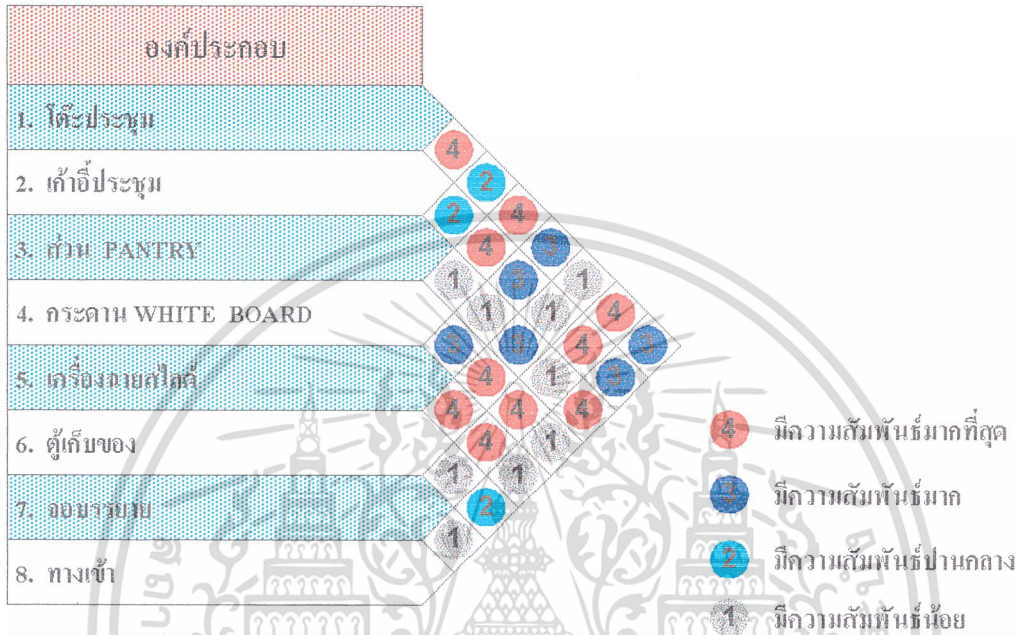 องค์ประกอบ
1. โต๊ะประชุม
2. เก้าอี้ประชุม
3. ส่วน PANTRY
4. กระดาน WHITE BOARD
5. เครื่องฉายสไลด์
6. ตู้เก็บของ
7. จอบรรยาย
8. ทางเข้า
4
2
2 4
4 3
1 3 1
1 1 4
3 3 4 3
4 1 3
4 4 4
4 1
1 1
2
1
4 มีความสัมพันธ์มากที่สุด
3 มีความสัมพันธ์มาก
2 มีความสัมพันธ์ปานกลาง
1 มีความสัมพันธ์น้อย